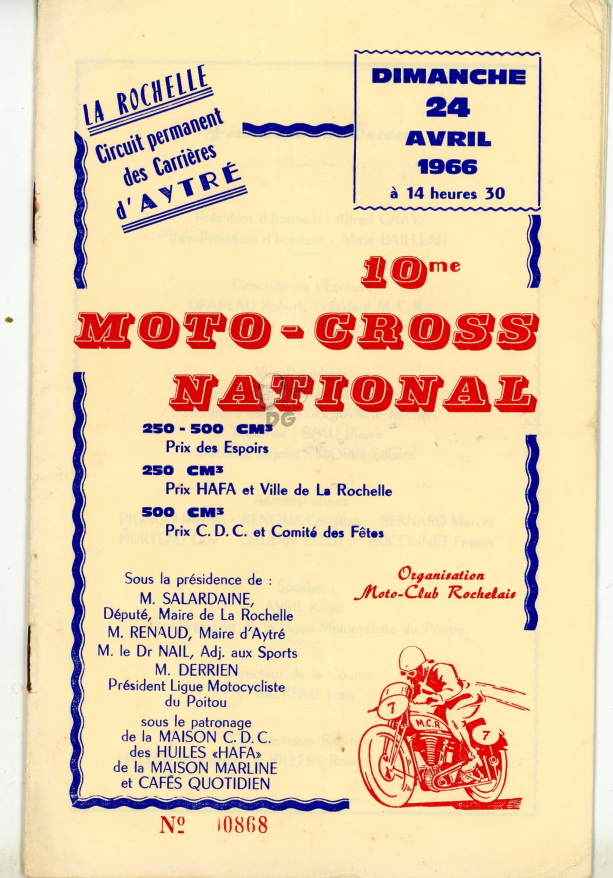 LA ROCHELLE
Circuit permanent
des Carrières
d'AYTRÉ
DIMANCHE
24
AVRIL
1966
à 14 heures 30
10me
MOTO-CROSS
NATIONAL
DG
250-500 CM³
Prix des Espoirs
250 CM³
Prix HAFA et Ville de La Rochelle
500 CM³
Prix C.D.C. et Comité des Fêtes
Sous la présidence de :
M. SALARDAINE,
Député, Maire de La Rochelle
M. RENAUD, Maire d'Aytré
M. le Dr NAIL, Adj. aux Sports
M. DERRIEN
Président Ligue Motocycliste
du Poitou
sous le patronage
de la MAISON C.D.C.
des HUILES «HAFA»
de la MAISON MARLINE
et CAFÉS QUOTIDIEN
Organisation
Moto-Club Rochelais
7
M.C.R
7
Nº 00868